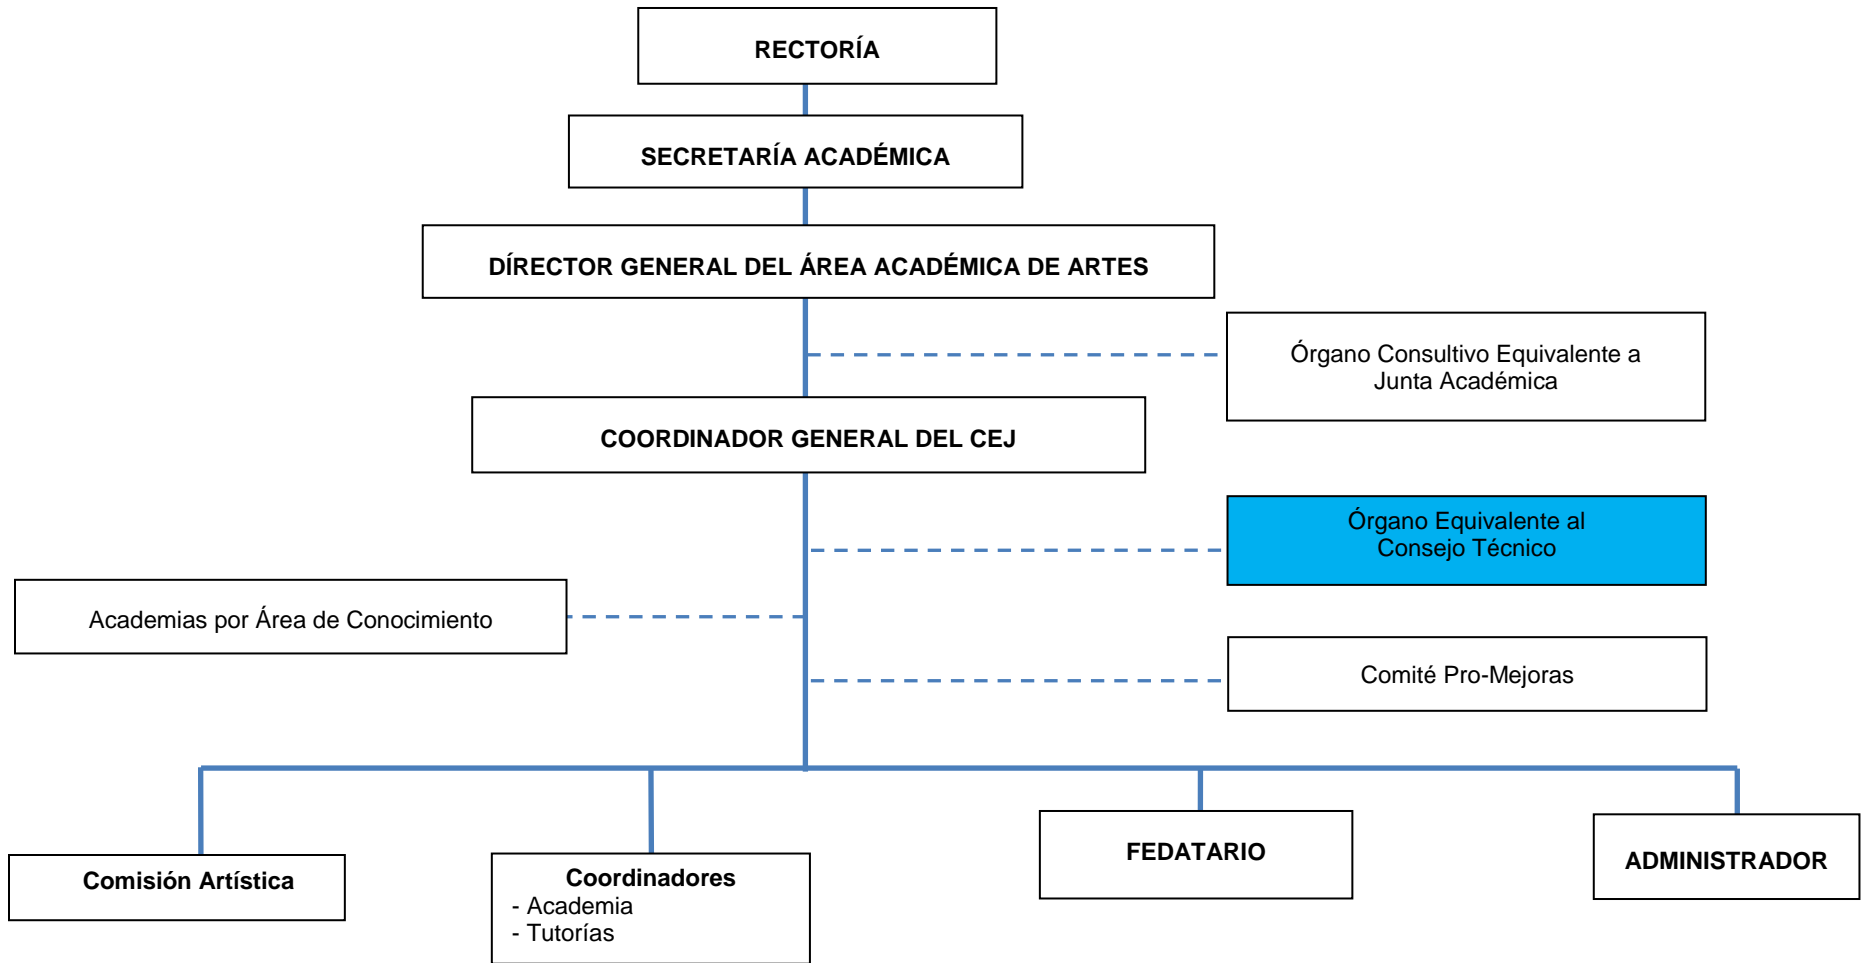 RECTORÍA
SECRETARÍA ACADÉMICA
DÍRECTOR GENERAL DEL ÁREA ACADÉMICA DE ARTES
Órgano Consultivo Equivalente a
Junta Académica
COORDINADOR GENERAL DEL CEJ
Órgano Equivalente al
Consejo Técnico
Academias por Área de Conocimiento
Comité Pro-Mejoras
Comisión Artística
Coordinadores
- Academia
- Tutorías
FEDATARIO
ADMINISTRADOR